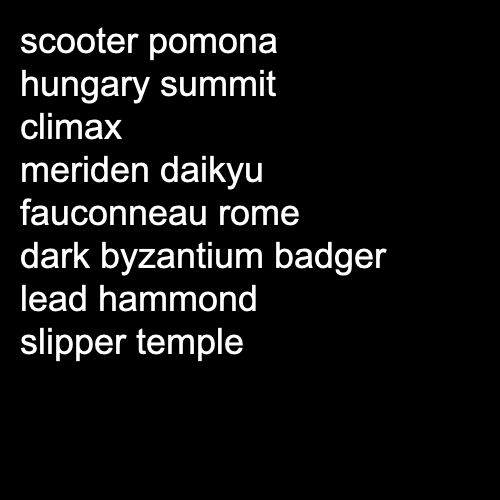 scooter pomona
hungary summit
climax
meriden daikyu
fauconneau rome
dark byzantium badger
lead hammond
slipper temple